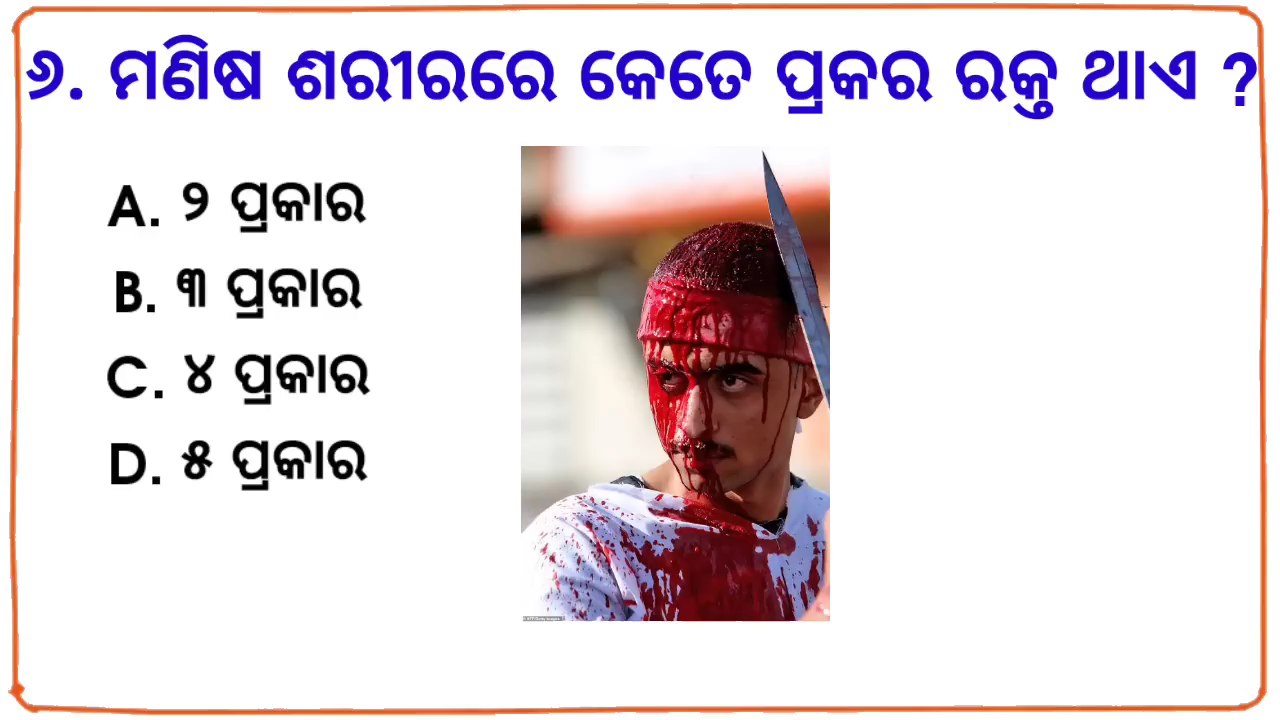 ୬. ମଣିଷ ଶରୀରରେ କେତେ ପ୍ରକର ରକ୍ତ ଥାଏ ?
A. ୨ ପ୍ରକାର
B. ୩ ପ୍ରକାର
C. ୪ ପ୍ରକାର
D. ୫ ପ୍ରକାର